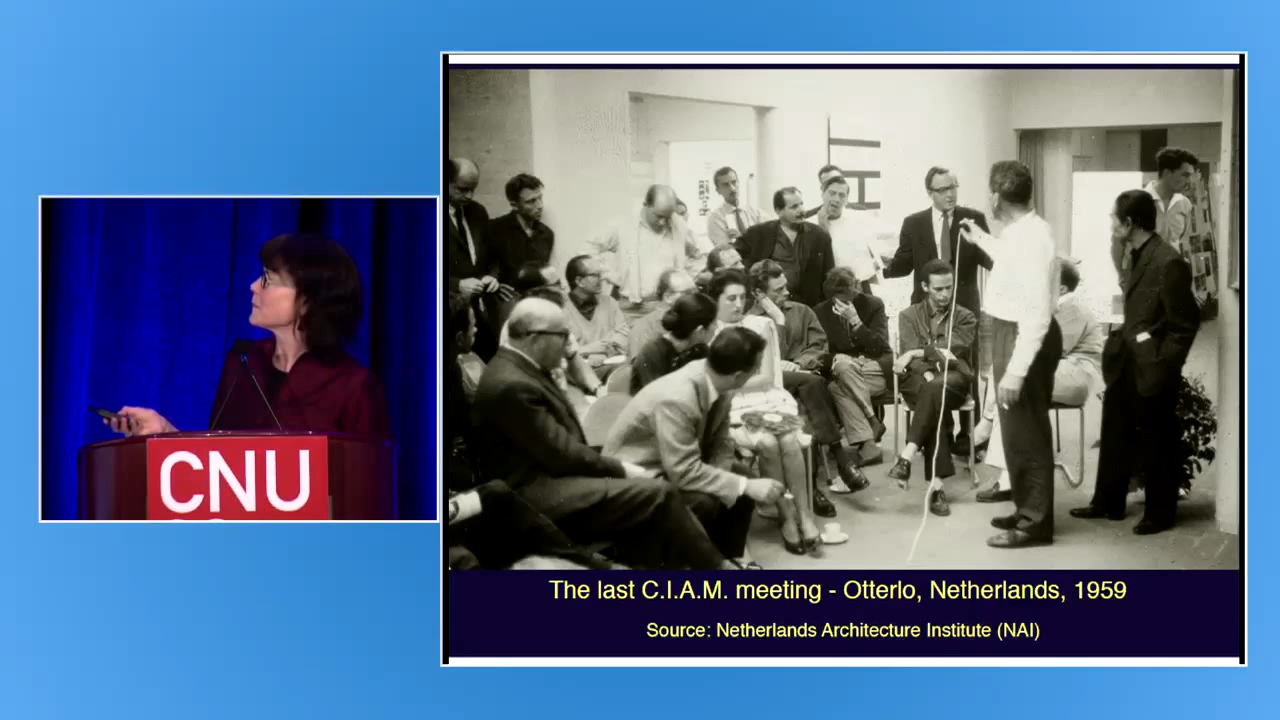 CNU
The last C.I.A.M. meeting - Otterlo, Netherlands, 1959
Source: Netherlands Architecture Institute (NAI)